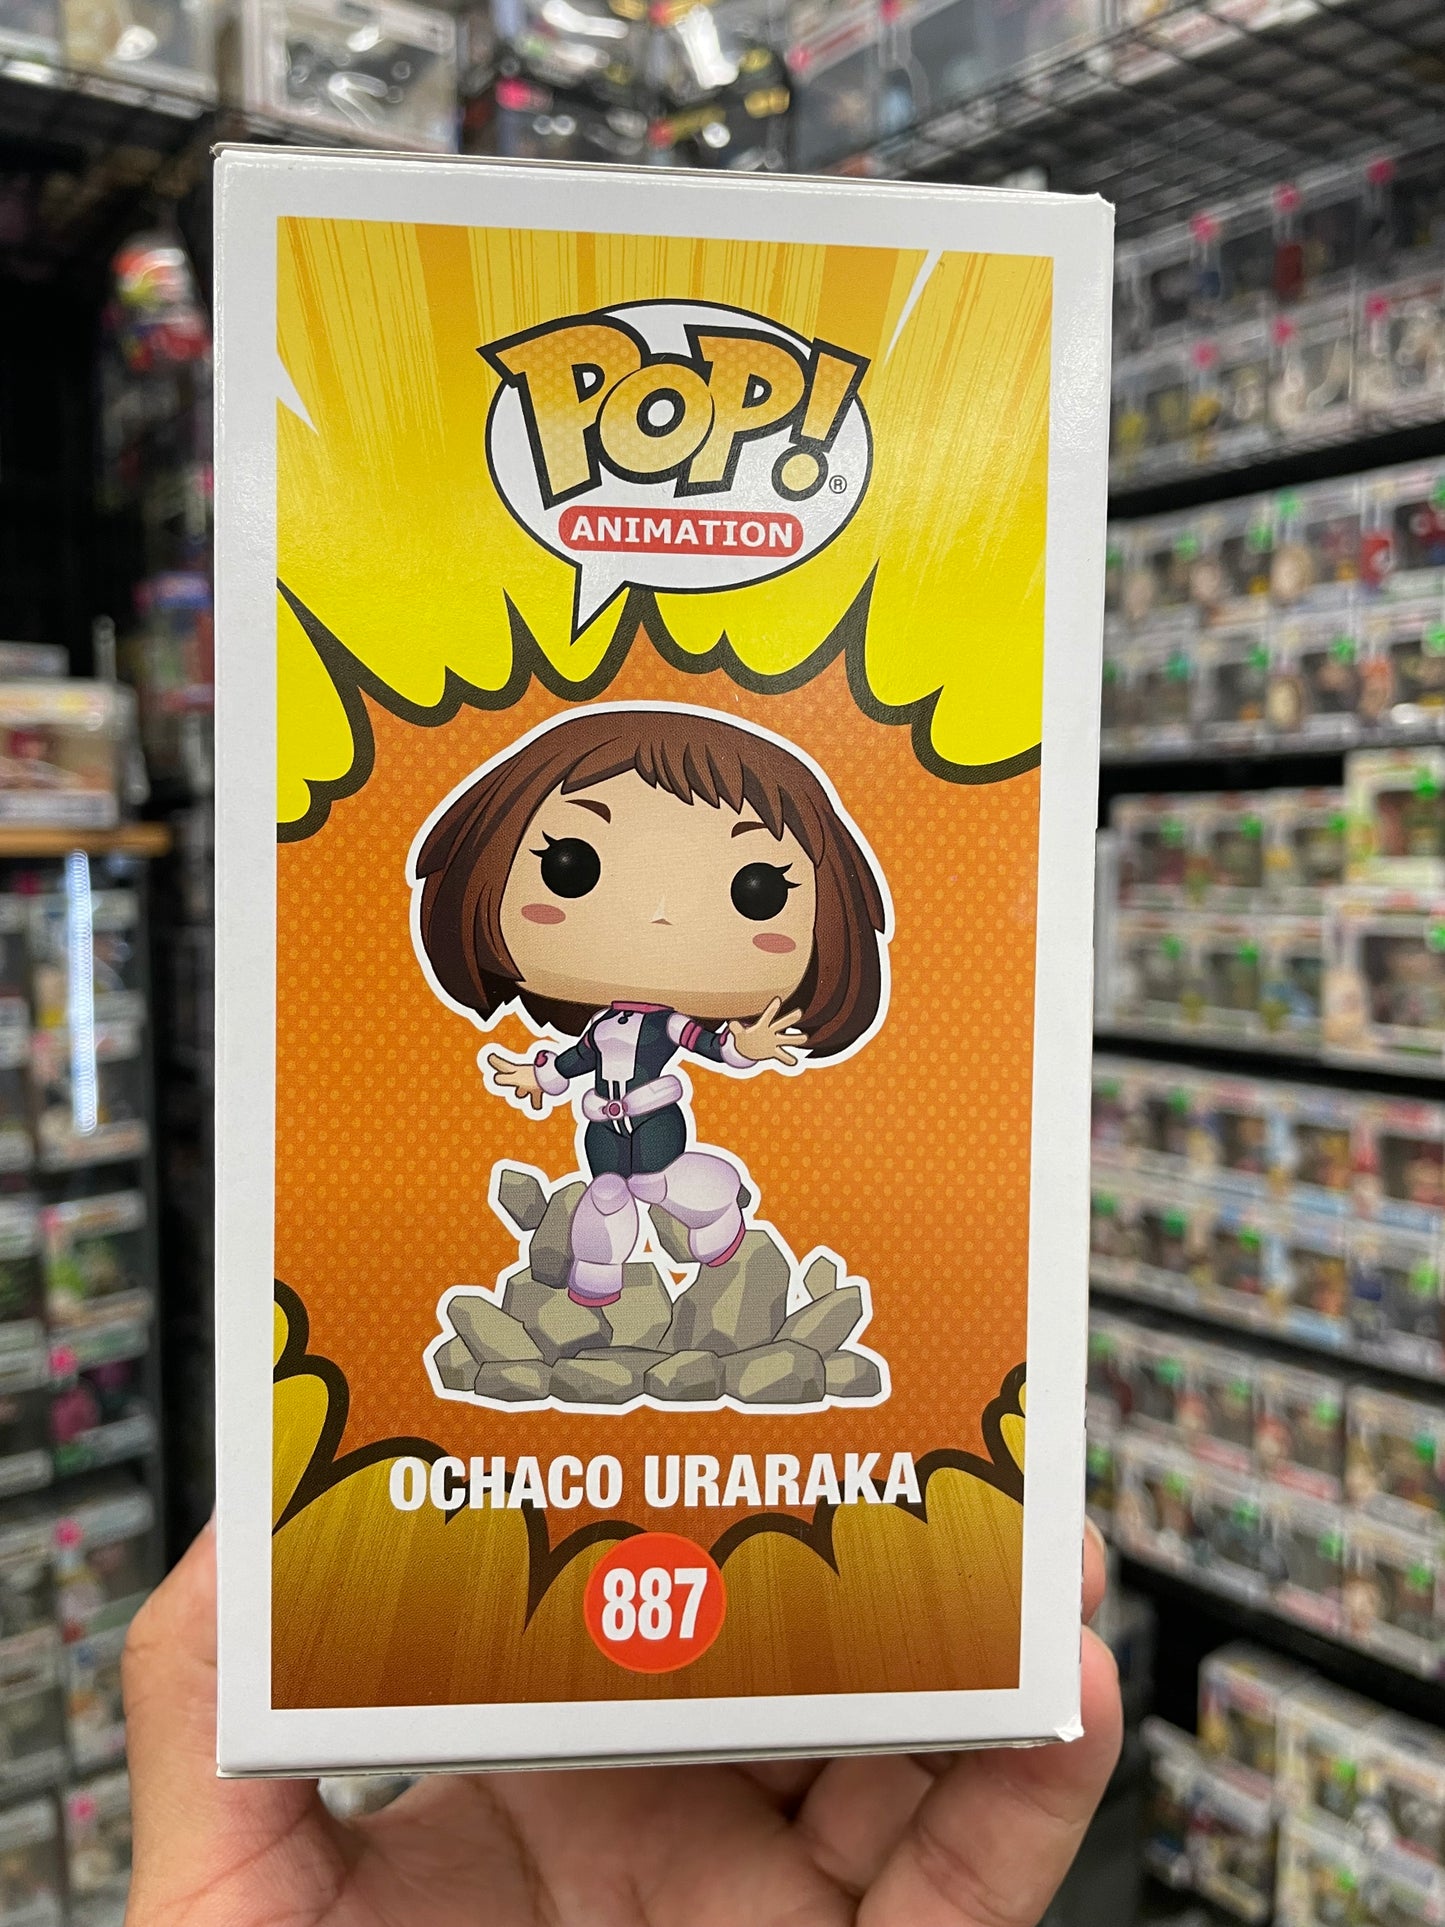 POP! ®
ANIMATION
OCHACO URARAKA
887